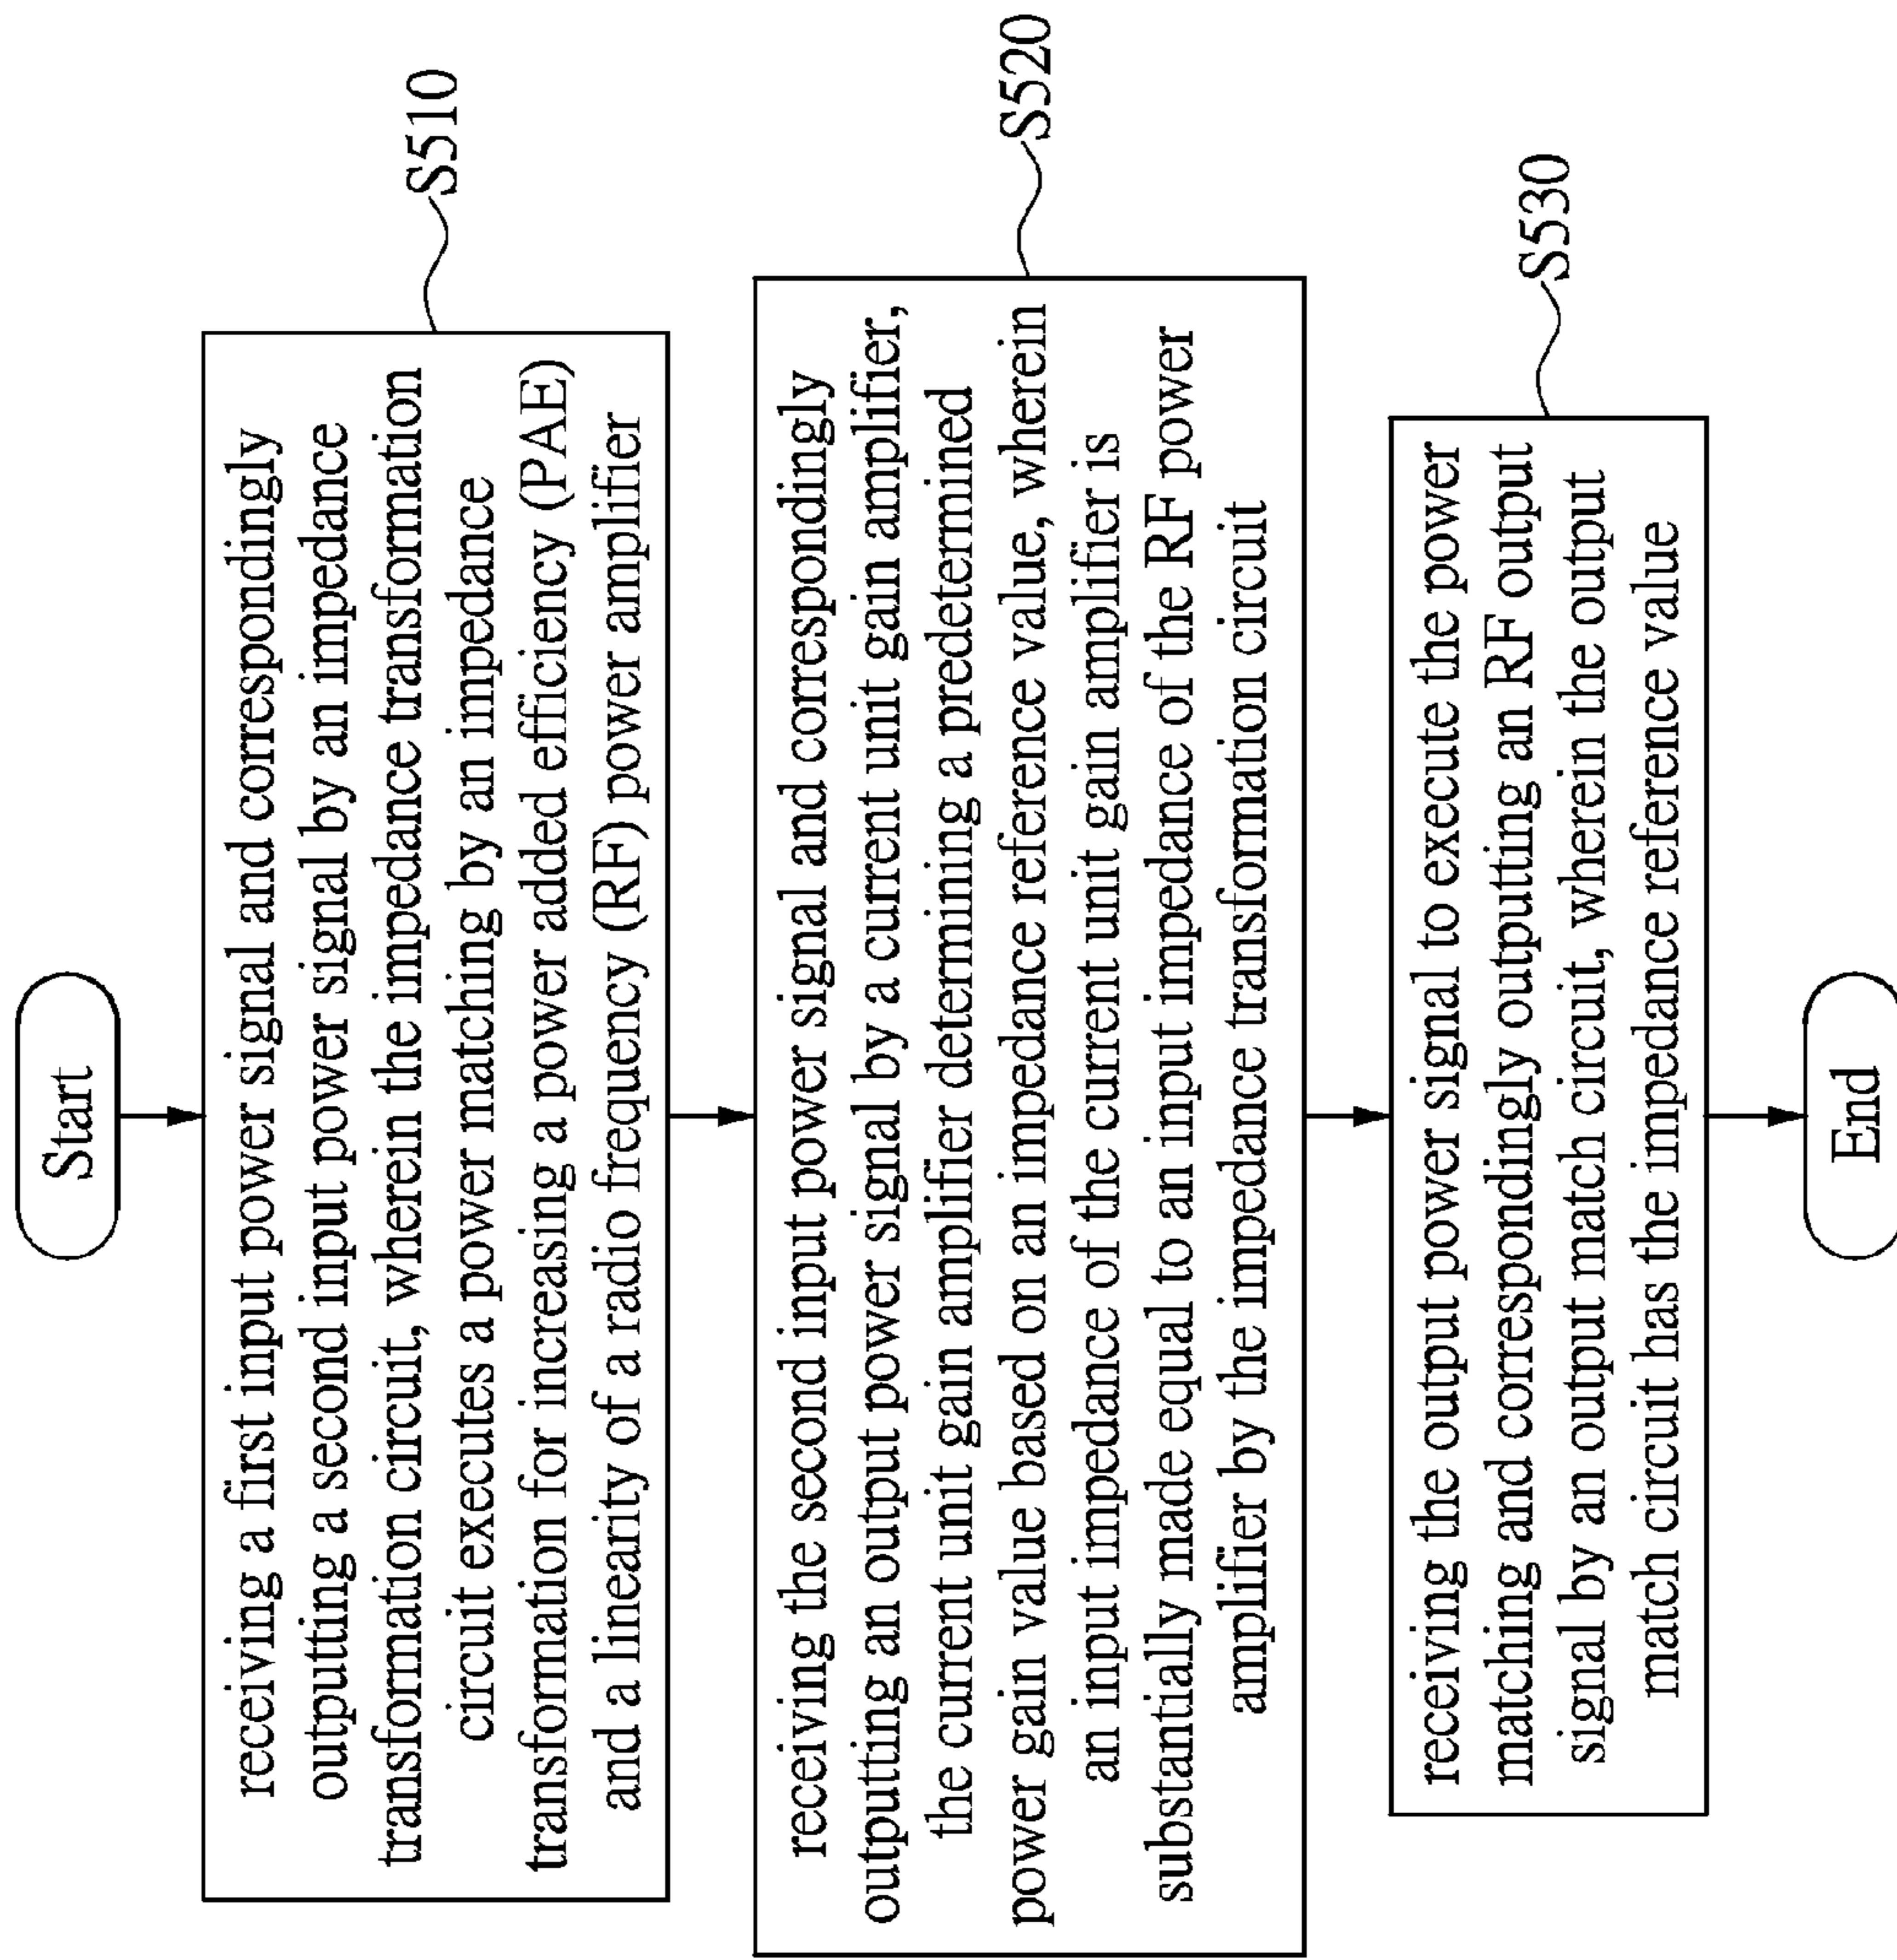 Start
receiving a first input power signal and correspondingly
outputting a second input power signal by an impedance
transformation circuit, wherein the impedance transformation
circuit executes a power matching by an impedance
transformation for increasing a power added efficiency (PAE)
and a linearity of a radio frequency (RF) power amplifier
S510
receiving the second input power signal and correspondingly
outputting an output power signal by a current unit gain amplifier,
the current unit gain amplifier determining a predetermined
power gain value based on an impedance reference value, wherein
an input impedance of the current unit gain amplifier is
substantially made equal to an input impedance of the RF power
amplifier by the impedance transformation circuit
S520
receiving the output power signal to execute the power
matching and correspondingly outputting an RF output
signal by an output match circuit, wherein the output
match circuit has the impedance reference value
S530
End